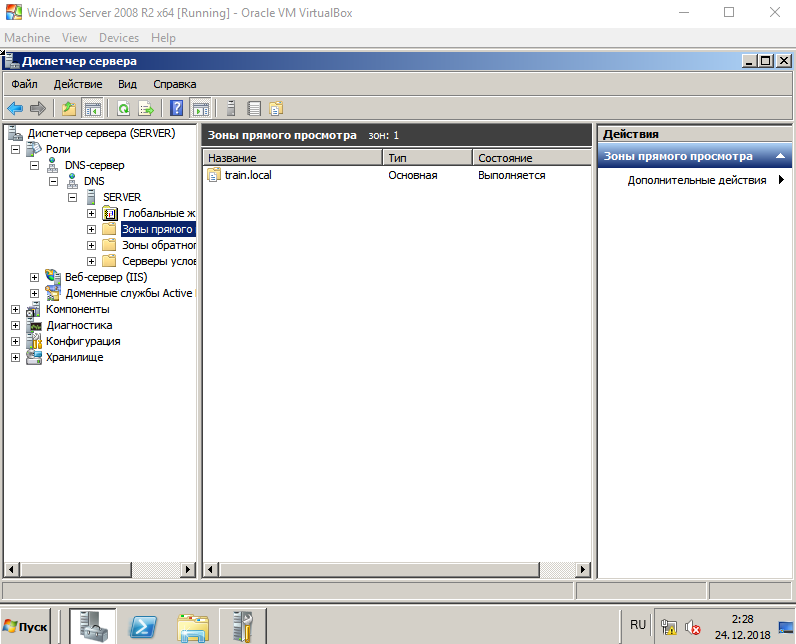 Windows Server 2008 R2 x64 [Running] - Oracle VM VirtualBox
Machine View Devices Help
Диспетчер сервера
Файл Действие Вид Справка
Диспетчер сервера (SERVER)
Роли
DNS-сервер
DNS
SERVER
Глобальные ж
Зоны прямого
Зоны обратног
Серверы услов
Веб-сервер (IIS)
Доменные службы Active
Компоненты
Диагностика
Конфигурация
Хранилище
Зоны прямого просмотра зон: 1
Название Тип Состояние
train.local Основная Выполняется
Действия
Зоны прямого просмотра
Дополнительные действия
Пуск
RU
2:28
24.12.2018